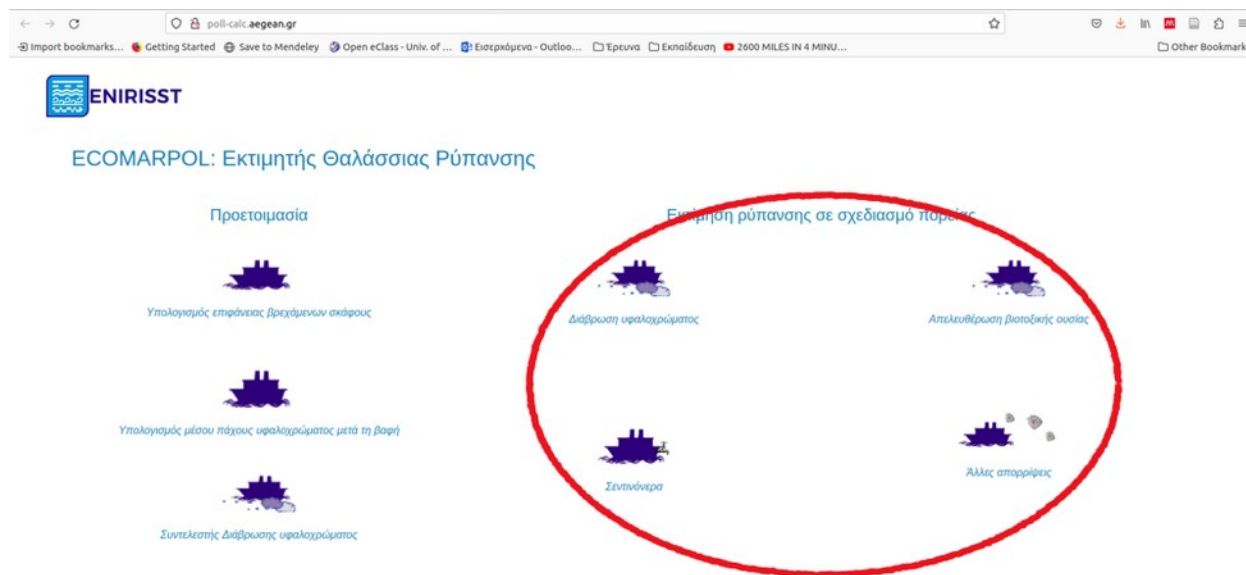 poll-calc.aegean.gr
Import bookmarks... Getting Started Save to Mendeley Open eClass - Univ. of ... Εισερχόμενα - Outloo... Έρευνα Εκπαίδευση 2600 MILES IN 4 MINU... Other Bookmark
ENIRISST
ECOMARPOL: Εκτιμητής Θαλάσσιας Ρύπανσης
Προετοιμασία
Υπολογισμός επιφάνειας βρεχάμενων σκάφους
Υπολογισμός μέσου πάχους υφαλοχρώματος μετά τη βαφή
Συντελεστής Διάβρωσης υφαλοχρώματος
Εκτίμηση ρύπανσης σε σχεδιασμό πορείας
Διάβρωση υφαλοχρώματος
Απελευθέρωση βιοτοξικής ουσίας
Σεντινόνερα
Άλλες απορρίψεις